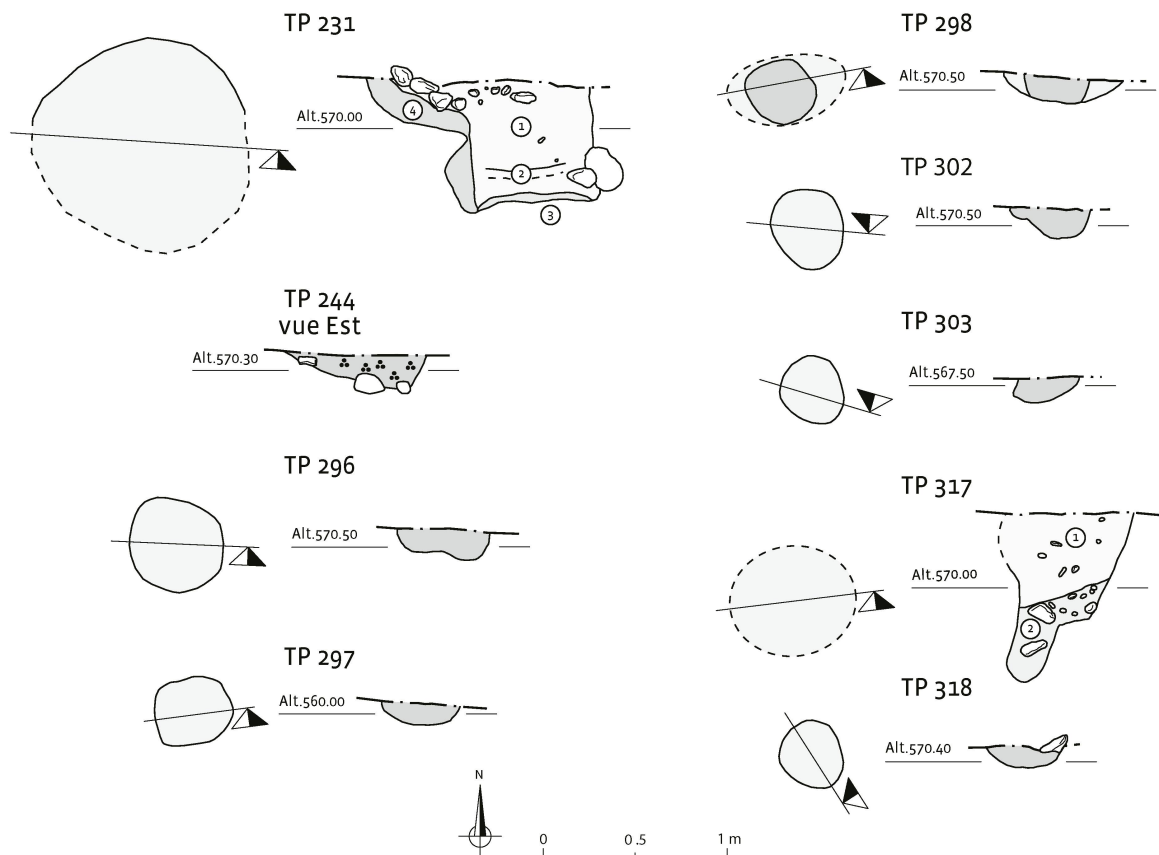 TP 231
Alt.570.00
4
1
2
3
TP 244
vue Est
Alt.570.30
TP 296
Alt.570.50
TP 297
Alt.560.00
TP 298
Alt.570.50
TP 302
Alt.570.50
TP 303
Alt.567.50
TP 317
1
Alt.570.00
2
TP 318
Alt.570.40
N
0 0.5 1 m